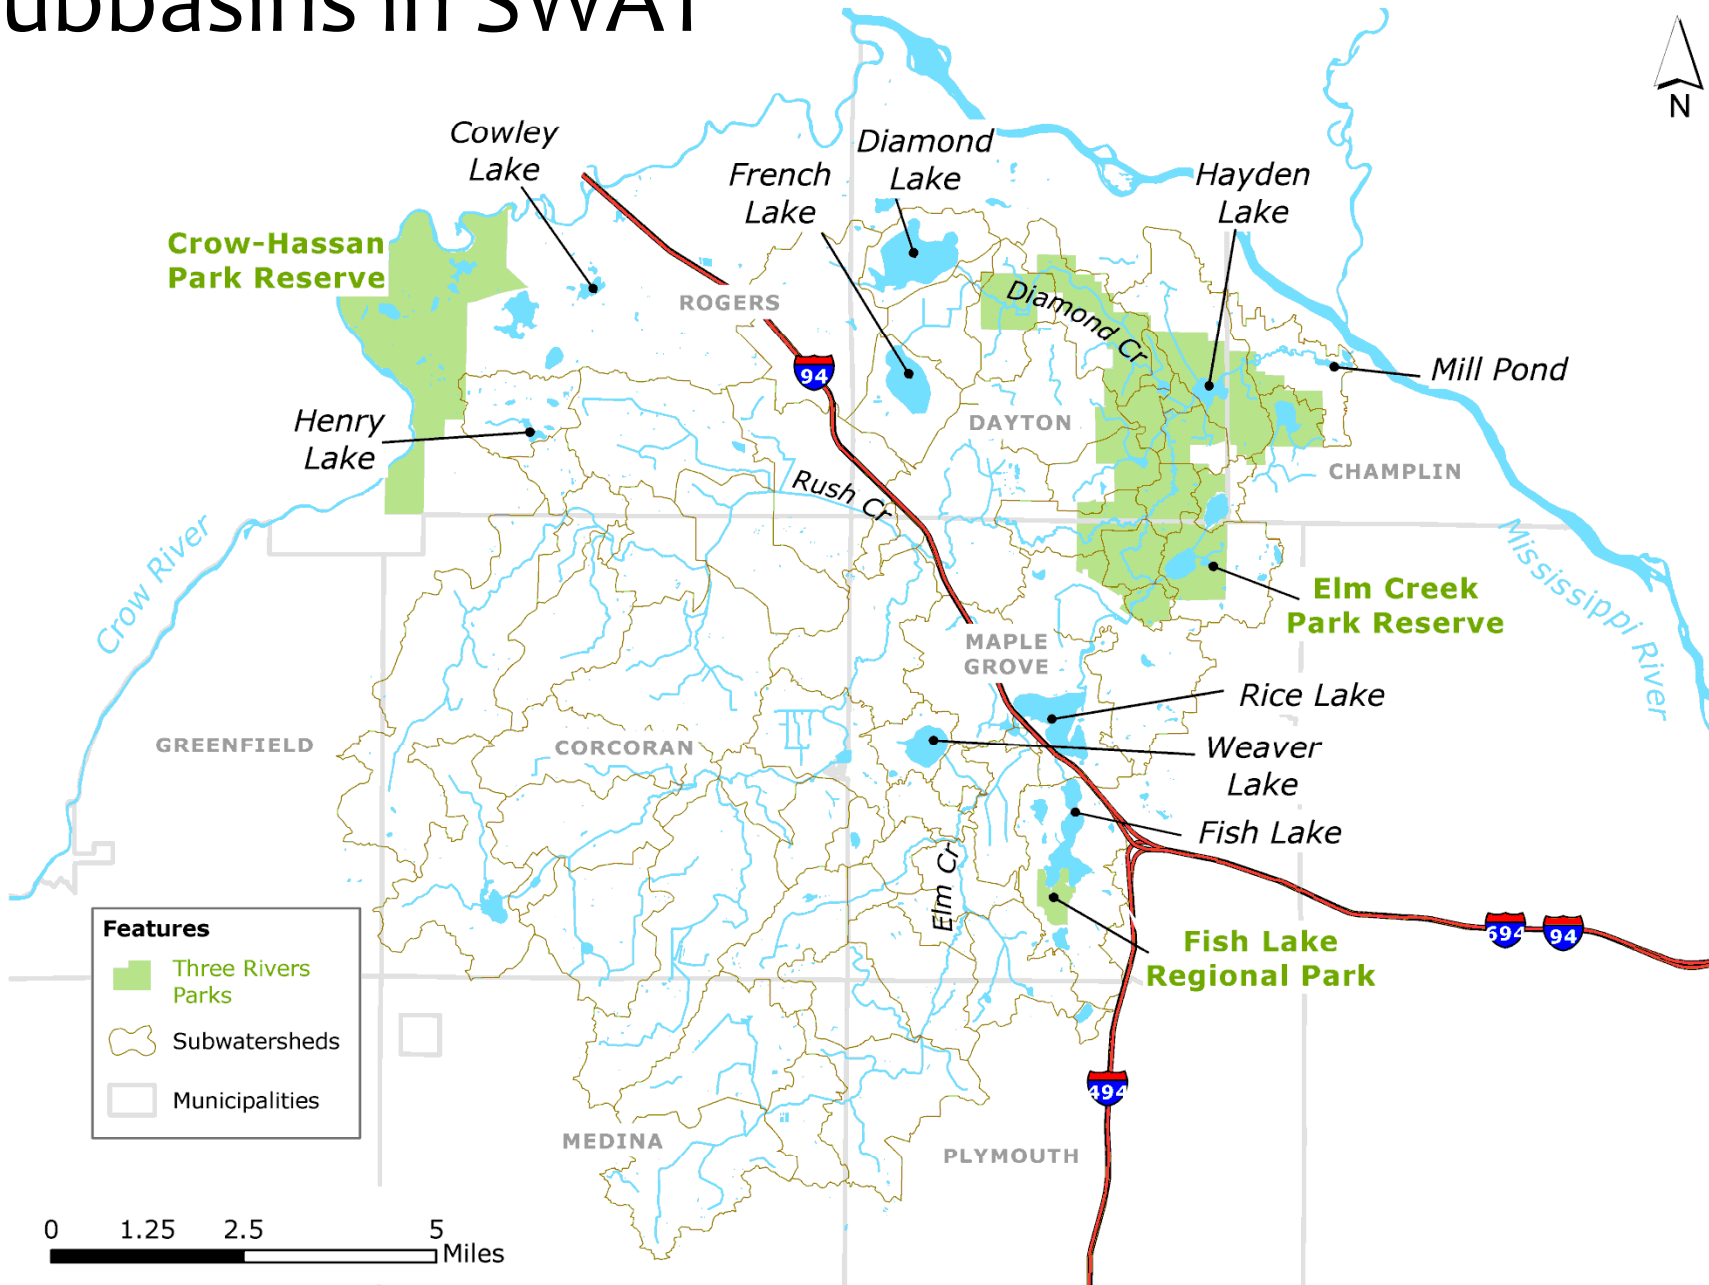 ubbasins in SWAT
N
Cowley
Lake
Diamond
Lake
French
Lake
Hayden
Lake
Crow-Hassan
Park Reserve
ROGERS
Diamond Cr
94
Mill Pond
Henry
Lake
DAYTON
CHAMPLIN
Rush Cr
Crow River
Mississippi River
Elm Creek
Park Reserve
MAPLE
GROVE
Rice Lake
GREENFIELD
CORCORAN
Weaver
Lake
Fish Lake
Elm Cr
694
94
Fish Lake
Regional Park
Features
Three Rivers
Parks
Subwatersheds
Municipalities
494
MEDINA
PLYMOUTH
0 1.25 2.5 5
Miles